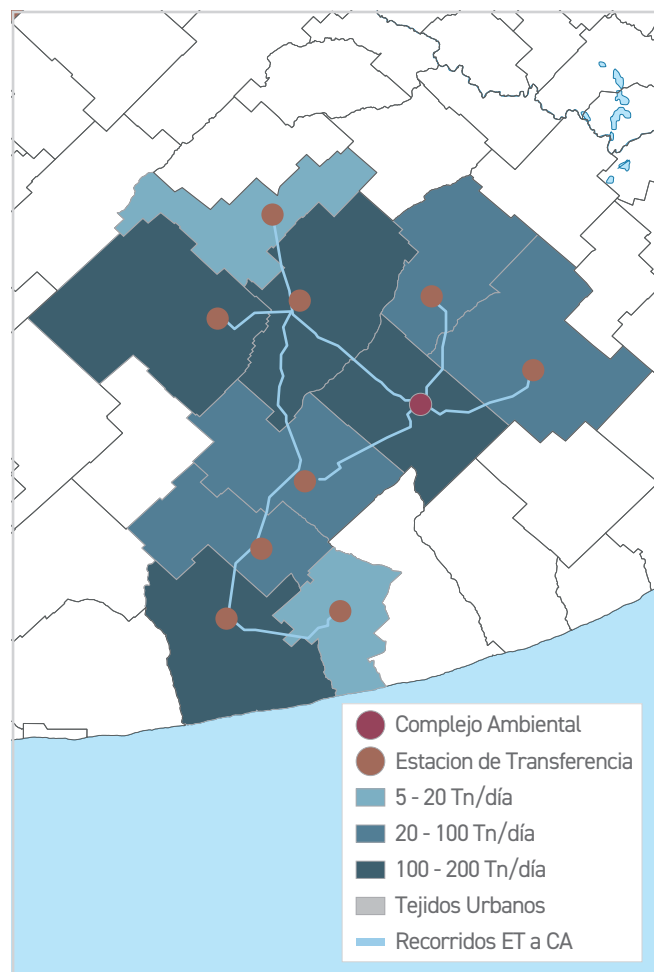 Complejo Ambiental
Estacion de Transferencia
5 - 20 Tn/día
20 - 100 Tn/día
100 - 200 Tn/día
Tejidos Urbanos
Recorridos ET a CA